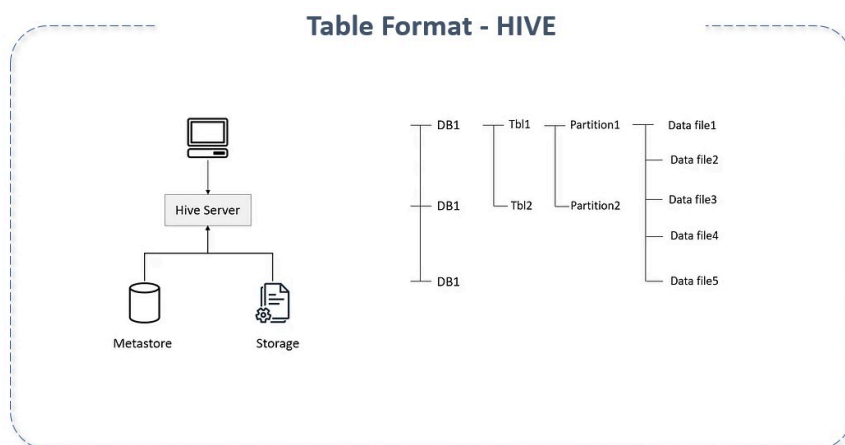 Table Format - HIVE
Hive Server
Metastore
Storage
DB1
DB1
DB1
Tbl1
Tbl2
Partition1
Partition2
Data file1
Data file2
Data file3
Data file4
Data file5